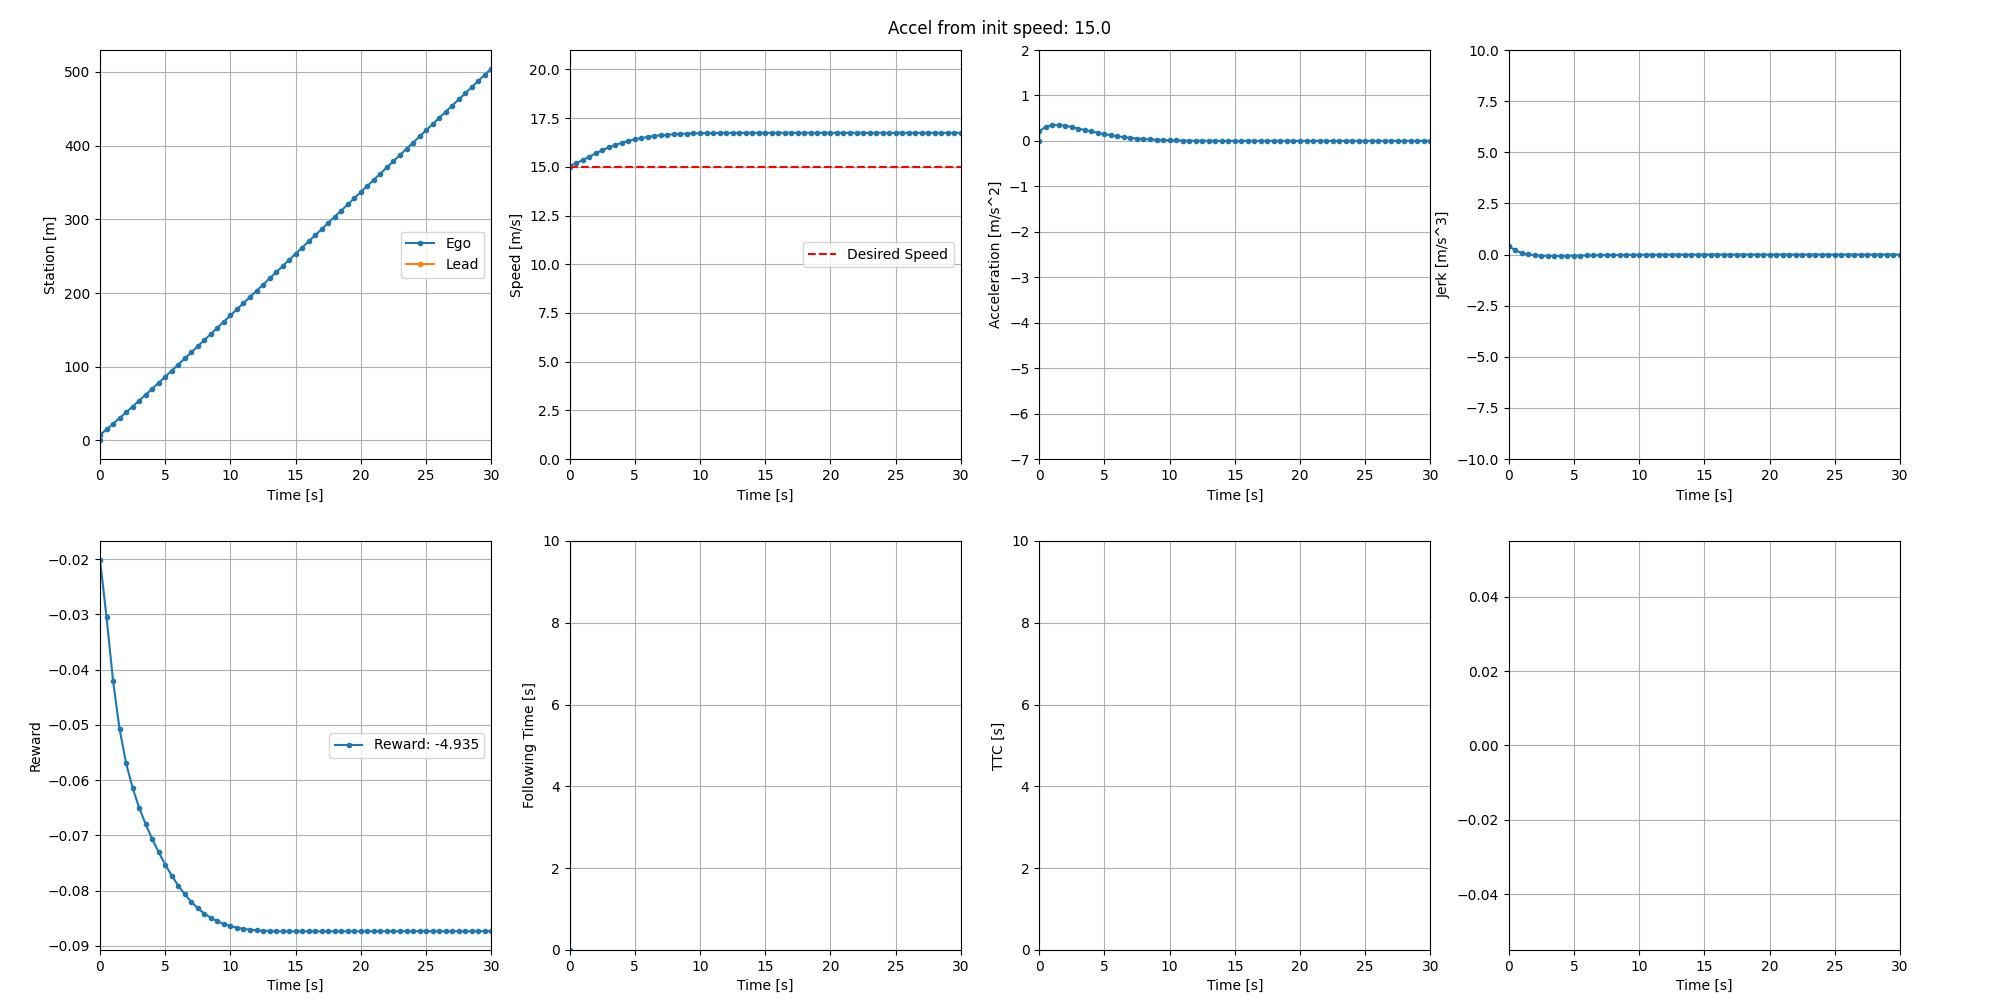 Accel from init speed: 15.0
500
400
300
200
100
0
Station [m]
Ego
Lead
0 5 10 15 20 25 30
Time [s]
20.0
17.5
15.0
12.5
10.0
7.5
5.0
2.5
0.0
Speed [m/s]
Desired Speed
0 5 10 15 20 25 30
Time [s]
2
1
0
−1
−2
−3
−4
−5
−6
−7
Acceleration [m/s^2]
0 5 10 15 20 25 30
Time [s]
10.0
7.5
5.0
2.5
0.0
−2.5
−5.0
−7.5
−10.0
Jerk [m/s^3]
0 5 10 15 20 25 30
Time [s]
−0.02
−0.03
−0.04
−0.05
−0.06
−0.07
−0.08
−0.09
Reward
Reward: -4.935
0 5 10 15 20 25 30
Time [s]
10
8
6
4
2
0
Following Time [s]
0 5 10 15 20 25 30
Time [s]
10
8
6
4
2
0
TTC [s]
0 5 10 15 20 25 30
Time [s]
0.04
0.02
0.00
−0.02
−0.04
0 5 10 15 20 25 30
Time [s]